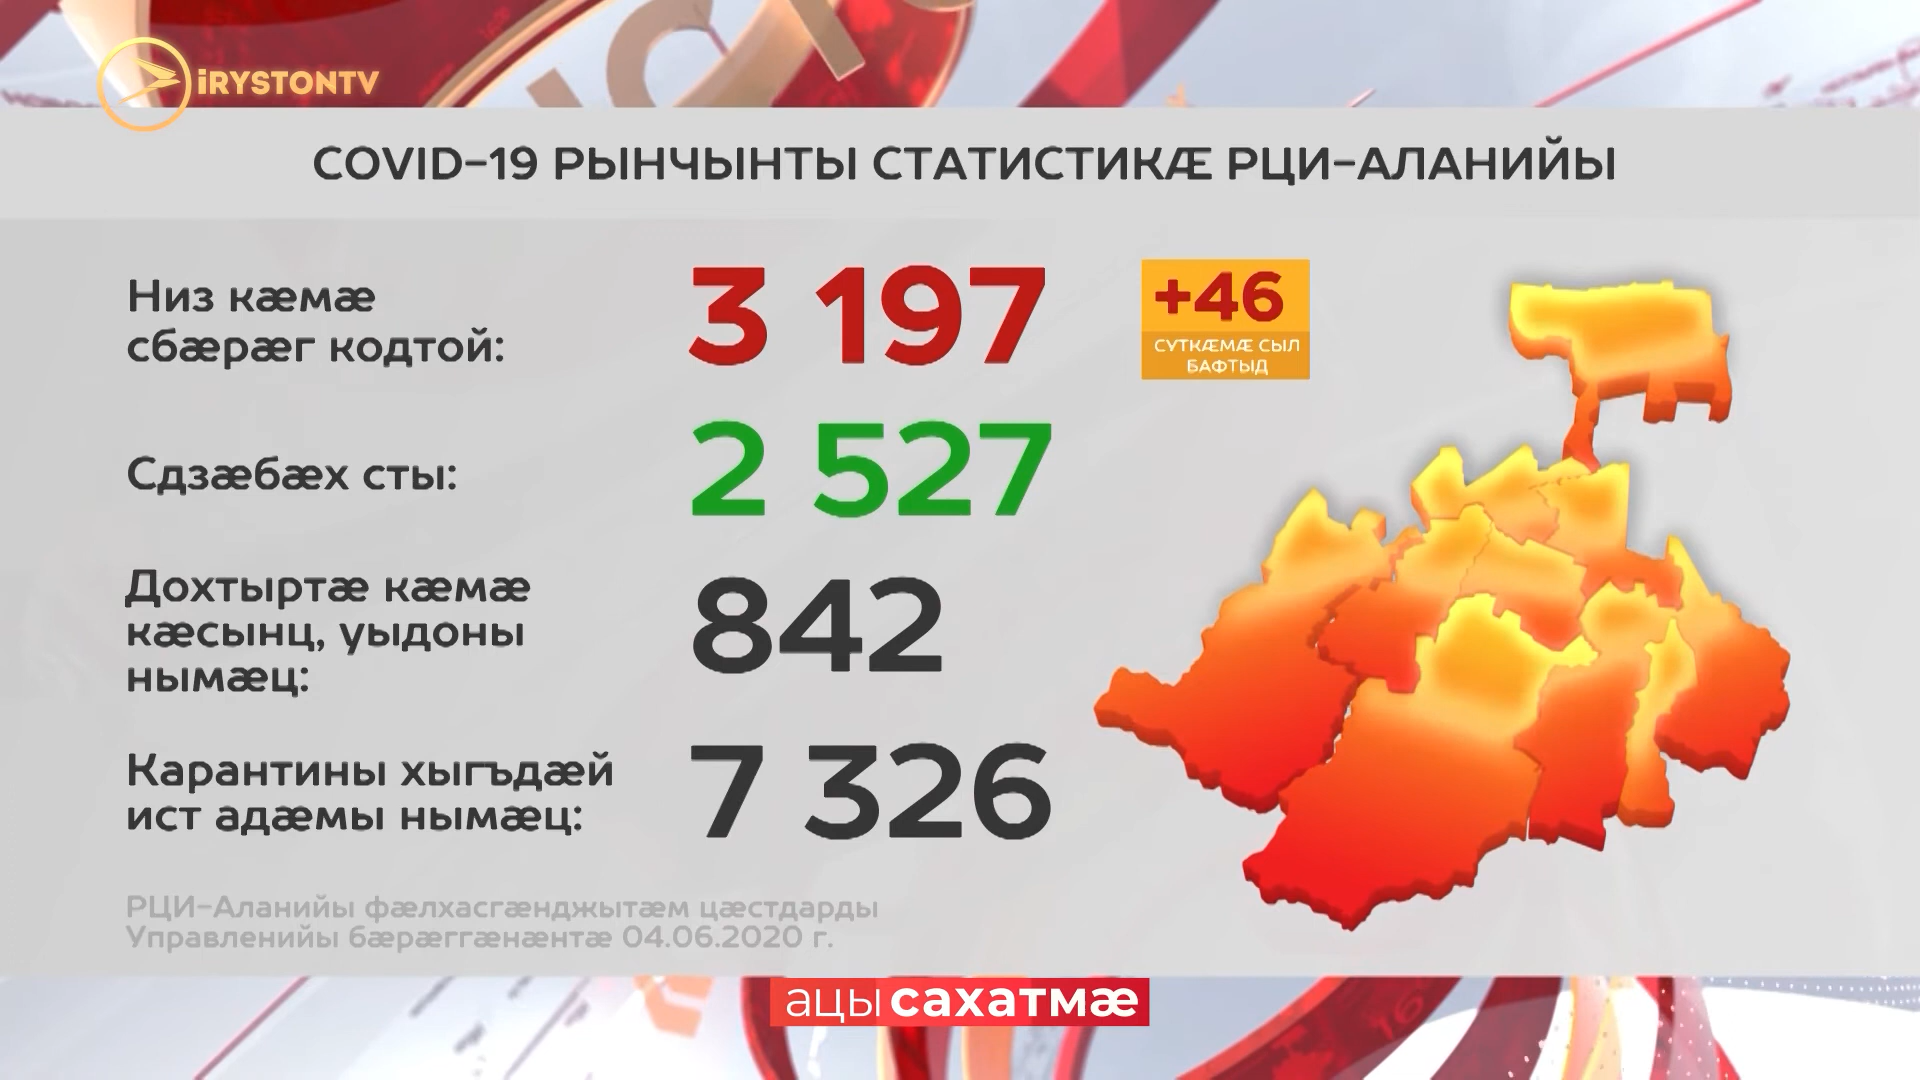 iRYSTONTV
COVID-19 РЫНЧЫНТЫ СТАТИСТИКÆ РЦИ-АЛАНИЙЫ
Низ кæмæ
сбæрæг кодтой:
3 197
+46
СУТКÆМÆ СЫЛ
БАФТЫД
Сдзæбæх сты:
2 527
Дохтыртæ кæмæ
кæсынц, уыдоны
нымæц:
842
Карантины хыгъдæй
ист адæмы нымæц:
7 326
РЦИ-Аланийы фæлхасгæнджытæм цæстдарды
Управленийы бæрæггæнæнтæ 04.06.2020 г.
ацы сахатмæ